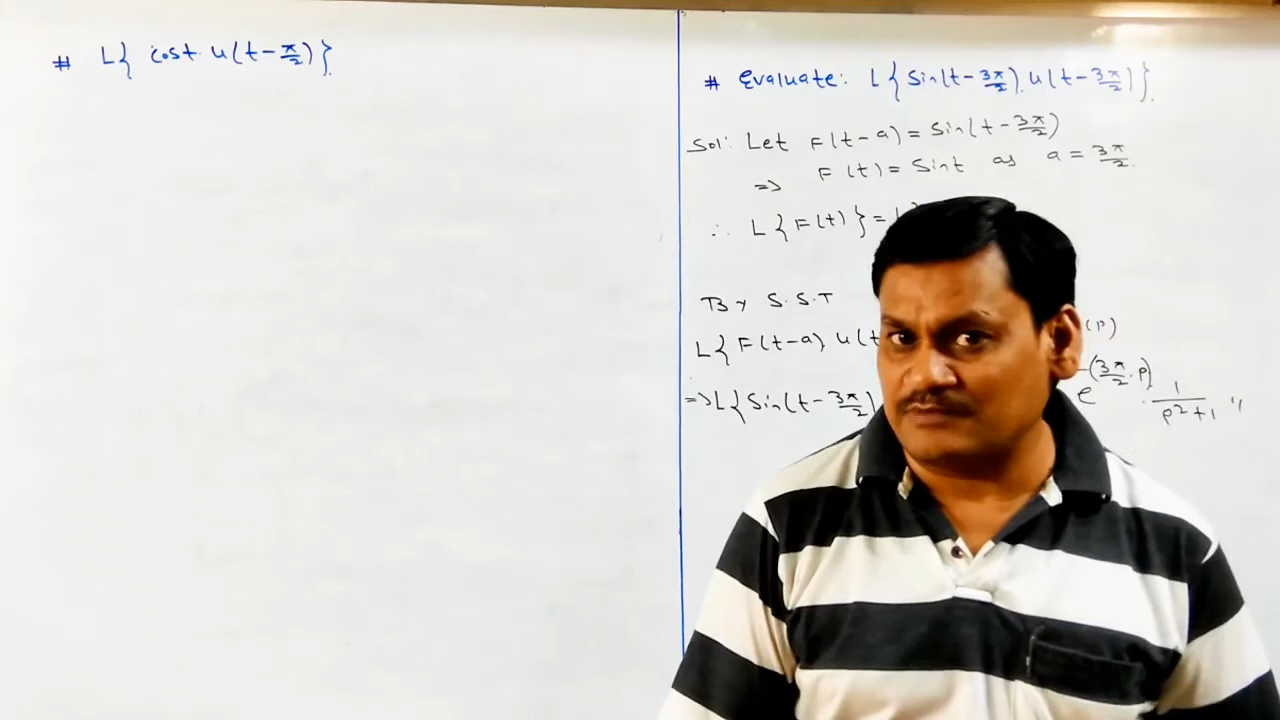 # L{ cost. u(t-π/2)}
# Evaluate: L{Sin(t-3π/2).u(t-3π/2)}.
Sol: Let F(t-a) = Sin(t-3π/2)
=> F(t) = Sint as a = 3π/2.
∴ L{F(t)} =
By S.S.T
L{F(t-a) u(t (p)
=> L{Sin(t-3π/2) e^-(3π/2.p) . 1/(p²+1) "